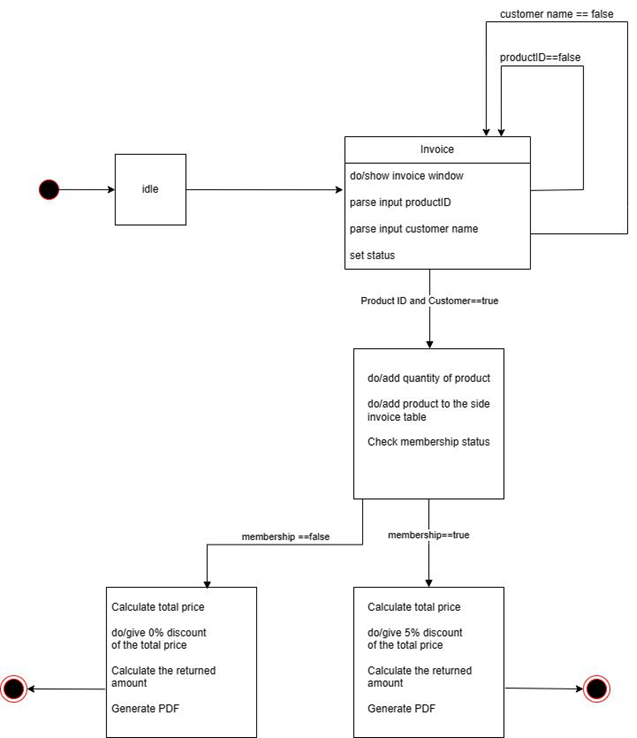 customer name == false
productID==false
Invoice
idle
do/show invoice window
parse input productID
parse input customer name
set status
Product ID and Customer==true
do/add quantity of product
do/add product to the side
invoice table
Check membership status
membership ==false
membership==true
Calculate total price
do/give 0% discount
of the total price
Calculate the returned
amount
Generate PDF
Calculate total price
do/give 5% discount
of the total price
Calculate the returned
amount
Generate PDF